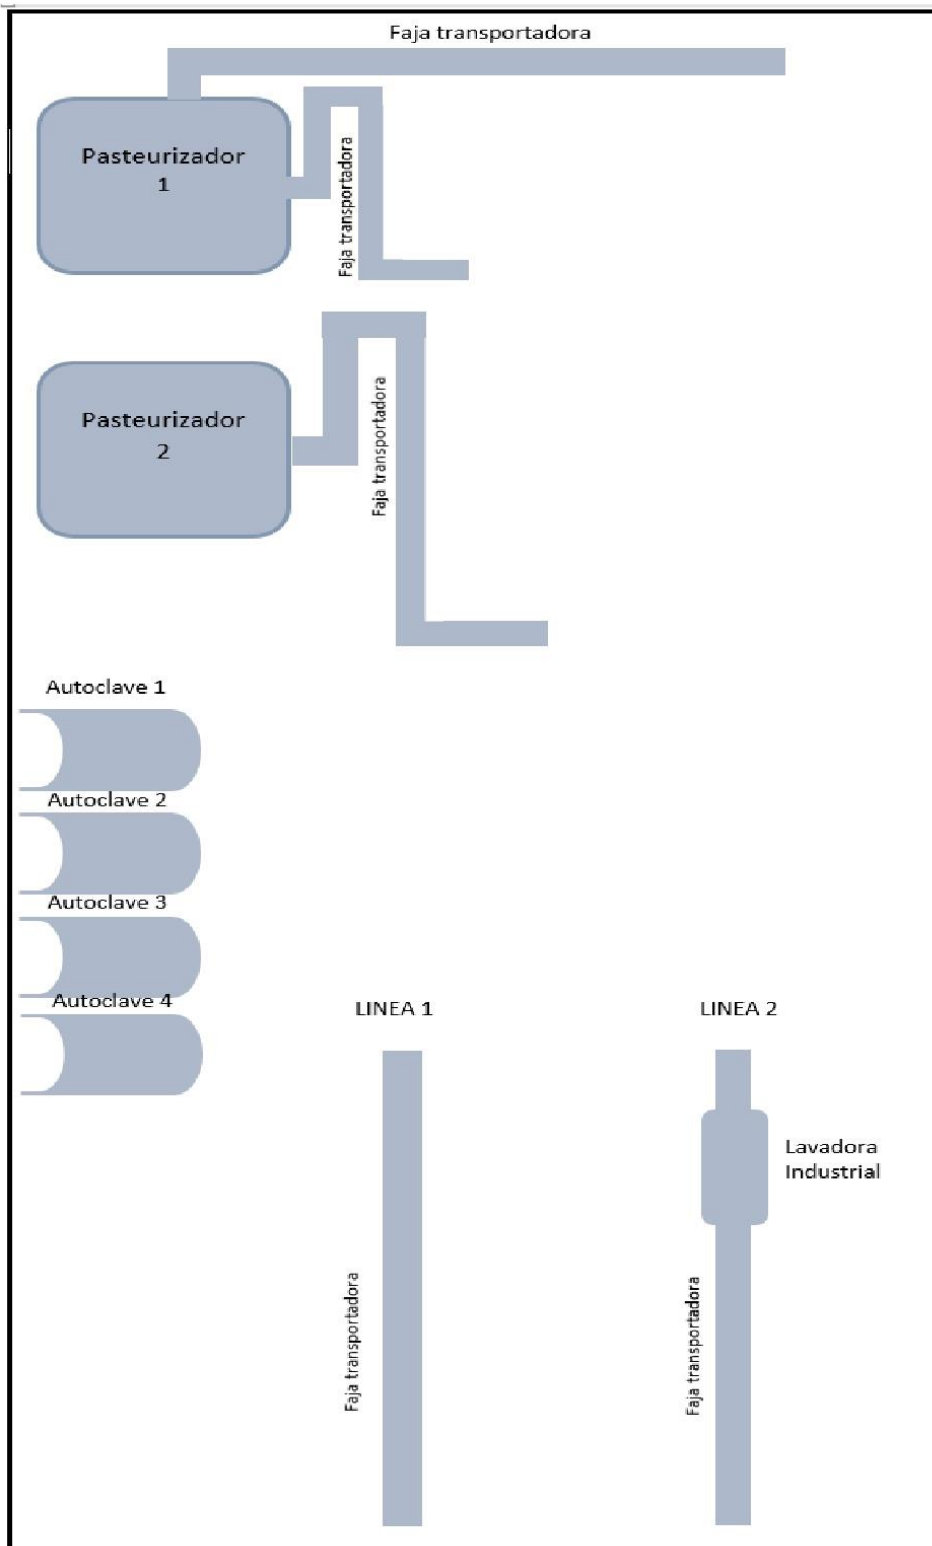 Faja transportadora
Pasteurizador
1
Faja transportadora
Pasteurizador
2
Faja transportadora
Autoclave 1
Autoclave 2
Autoclave 3
Autoclave 4
LINEA 1
LINEA 2
Lavadora
Industrial
Faja transportadora
Faja transportadora